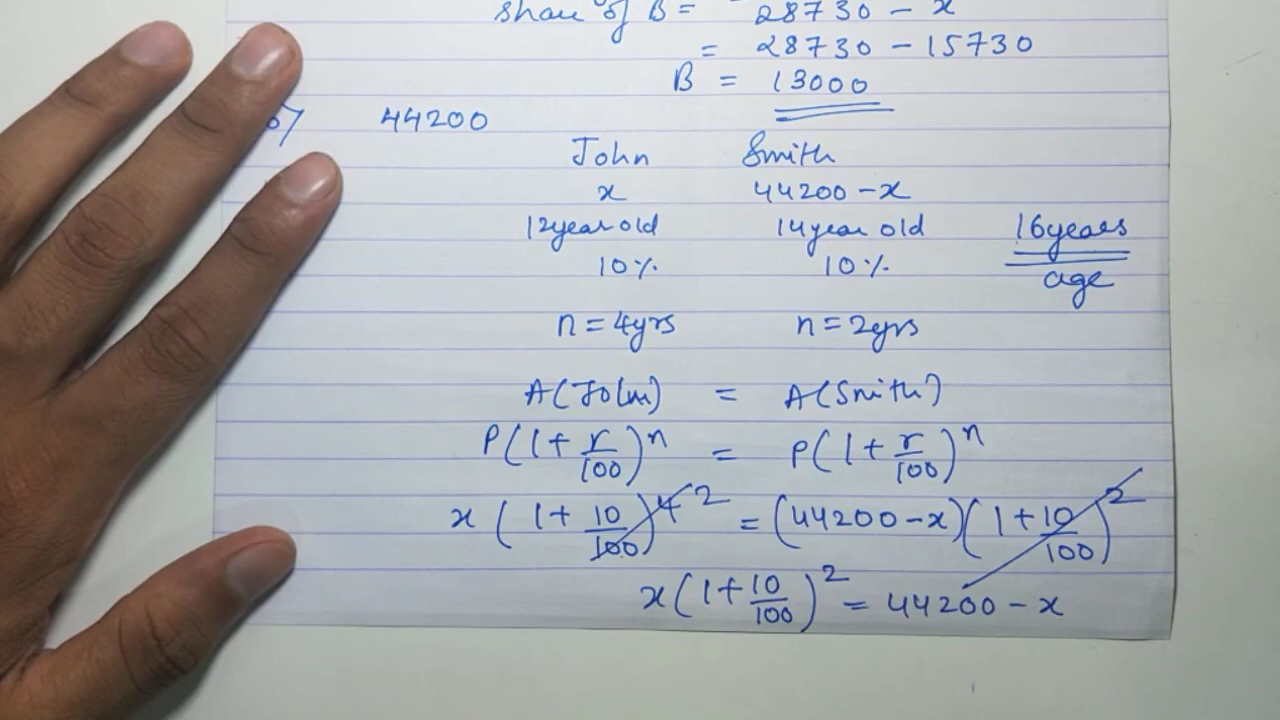 share of B = 28730 - x
= 28730 - 15730
B = 13000
b) 44200
John Smith
x 44200 - x
12year old 14year old 16years
10% 10% age
n = 4yrs n = 2yrs
A(John) = A(Smith)
P(1+r/100)^n = P(1+r/100)^n
x(1+10/100)^4 2 = (44200-x)(1+10/100)^2
x(1+10/100)^2 = 44200 - x